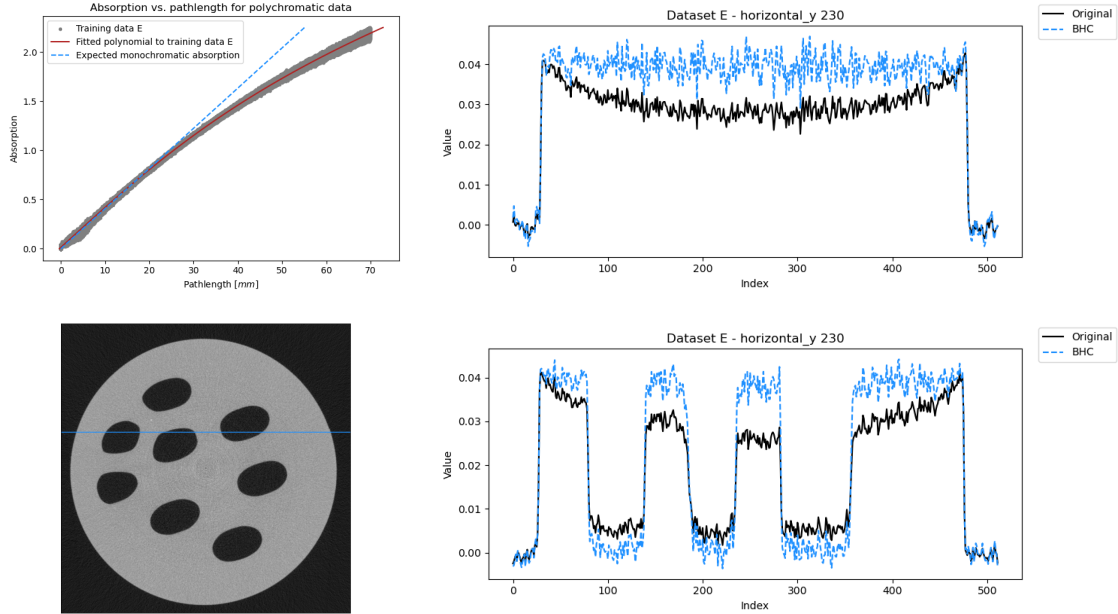 Absorption vs. pathlength for polychromatic data
Training data E
Fitted polynomial to training data E
Expected monochromatic absorption
2.0
1.5
1.0
0.5
0.0
Absorption
0 10 20 30 40 50 60 70
Pathlength [mm]
Dataset E - horizontal_y 230
Original
BHC
0.04
0.03
0.02
0.01
0.00
Value
0 100 200 300 400 500
Index
Dataset E - horizontal_y 230
Original
BHC
0.04
0.03
0.02
0.01
0.00
Value
0 100 200 300 400 500
Index